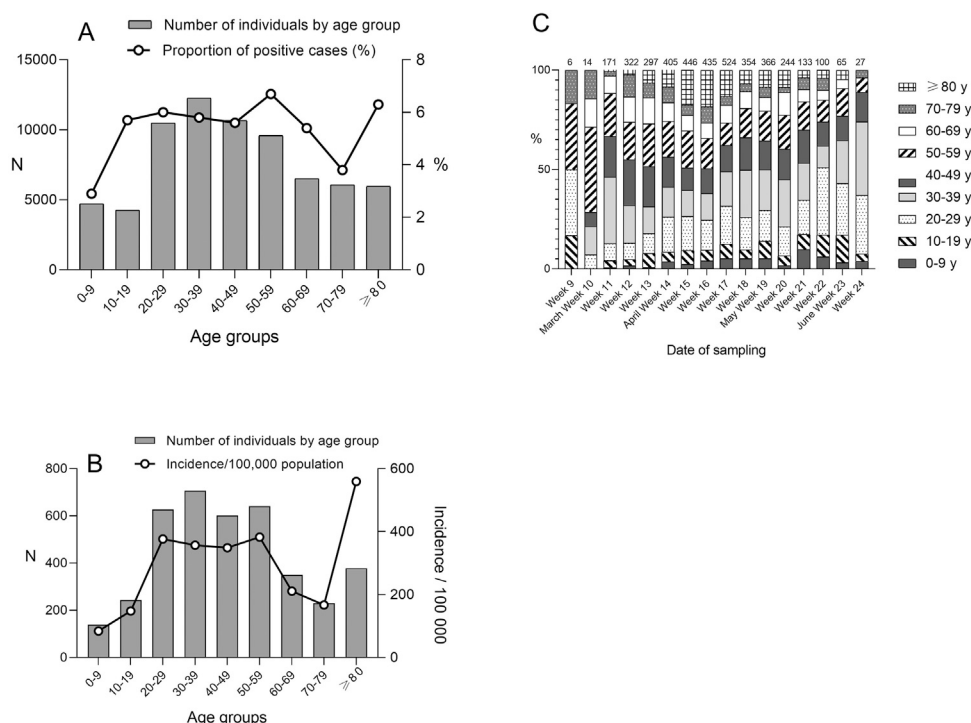 A
Number of individuals by age group
Proportion of positive cases (%)
15000
10000
5000
0
N
8
6
4
2
0
%
0-9
10-19
20-29
30-39
40-49
50-59
60-69
70-79
⩾80
Age groups
B
Number of individuals by age group
Incidence/100,000 population
800
600
400
200
0
N
600
400
200
0
Incidence / 100 000
0-9
10-19
20-29
30-39
40-49
50-59
60-69
70-79
⩾80
Age groups
C
6 14 171 322 297 405 446 435 524 354 366 244 133 100 65 27
100
50
0
%
Week 9
March Week 10
Week 11
Week 12
Week 13
April Week 14
Week 15
Week 16
Week 17
Week 18
May Week 19
Week 20
Week 21
Week 22
June Week 23
Week 24
Date of sampling
⩾80 y
70-79 y
60-69 y
50-59 y
40-49 y
30-39 y
20-29 y
10-19 y
0-9 y